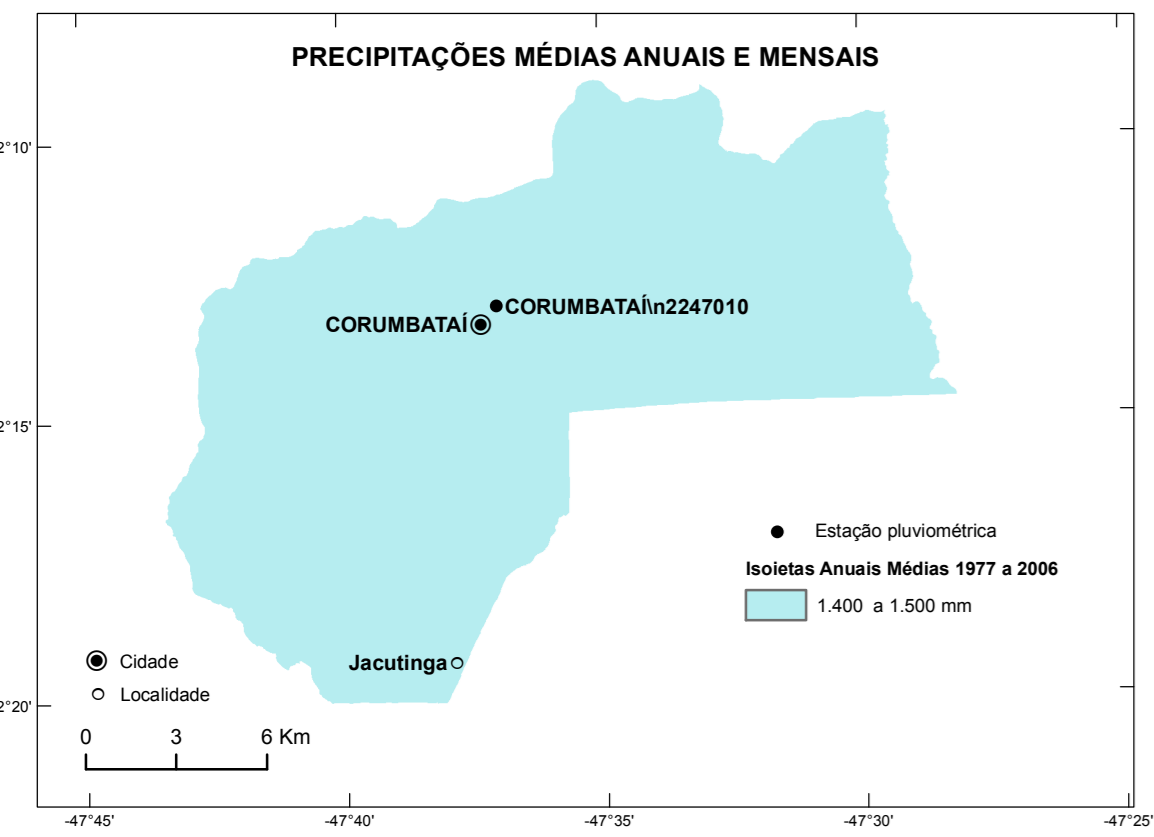 PRECIPITAÇÕES MÉDIAS ANUAIS E MENSAIS
2°10'
CORUMBATAÍ\n2247010
CORUMBATAÍ
2°15'
Estação pluviométrica
Isoietas Anuais Médias 1977 a 2006
1.400 a 1.500 mm
Jacutinga
Cidade
Localidade
2°20'
0 3 6 Km
-47°45' -47°40' -47°35' -47°30' -47°25'